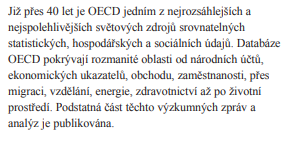 Již přes 40 let je OECD jedním z nejrozsáhlejších a
nejspolehlivějších světových zdrojů srovnatelných
statistických, hospodářských a sociálních údajů. Databáze
OECD pokrývají rozmanité oblasti od národních účtů,
ekonomických ukazatelů, obchodu, zaměstnanosti, přes
migraci, vzdělání, energie, zdravotnictví až po životní
prostředí. Podstatná část těchto výzkumných zpráv a
analýz je publikována.